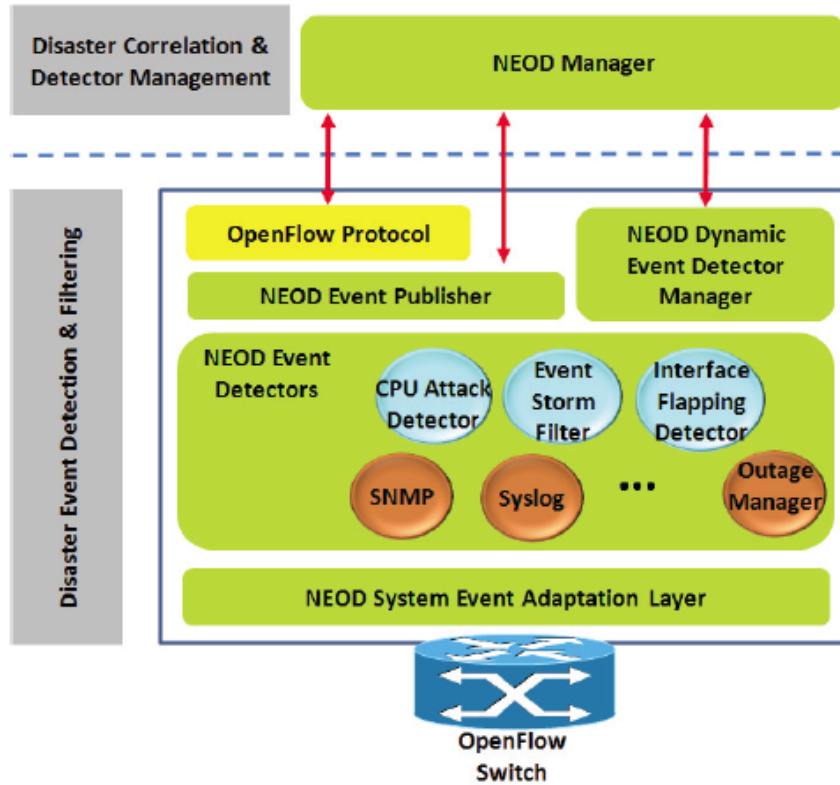 Disaster Correlation &
Detector Management
NEOD Manager
Disaster Event Detection & Filtering
OpenFlow Protocol
NEOD Event Publisher
NEOD Dynamic
Event Detector
Manager
NEOD Event
Detectors
CPU Attack
Detector
Event
Storm
Filter
Interface
Flapping
Detector
SNMP
Syslog
...
Outage
Manager
NEOD System Event Adaptation Layer
OpenFlow
Switch